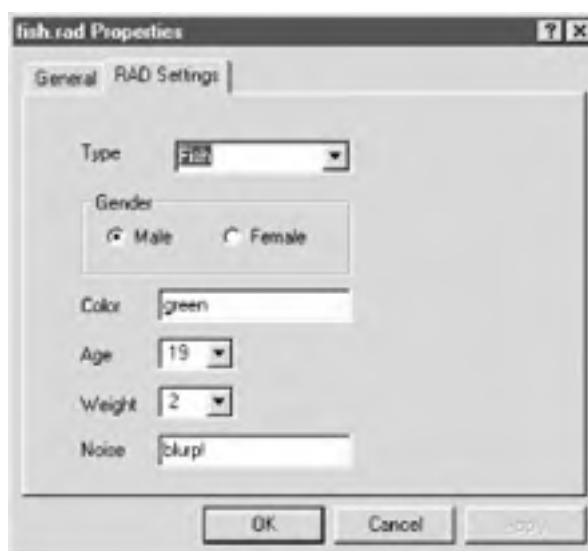 fish.rad Properties
General RAD Settings
Type Fish
Gender
Male Female
Color green
Age 19
Weight 2
Noise blurpl
OK Cancel Apply